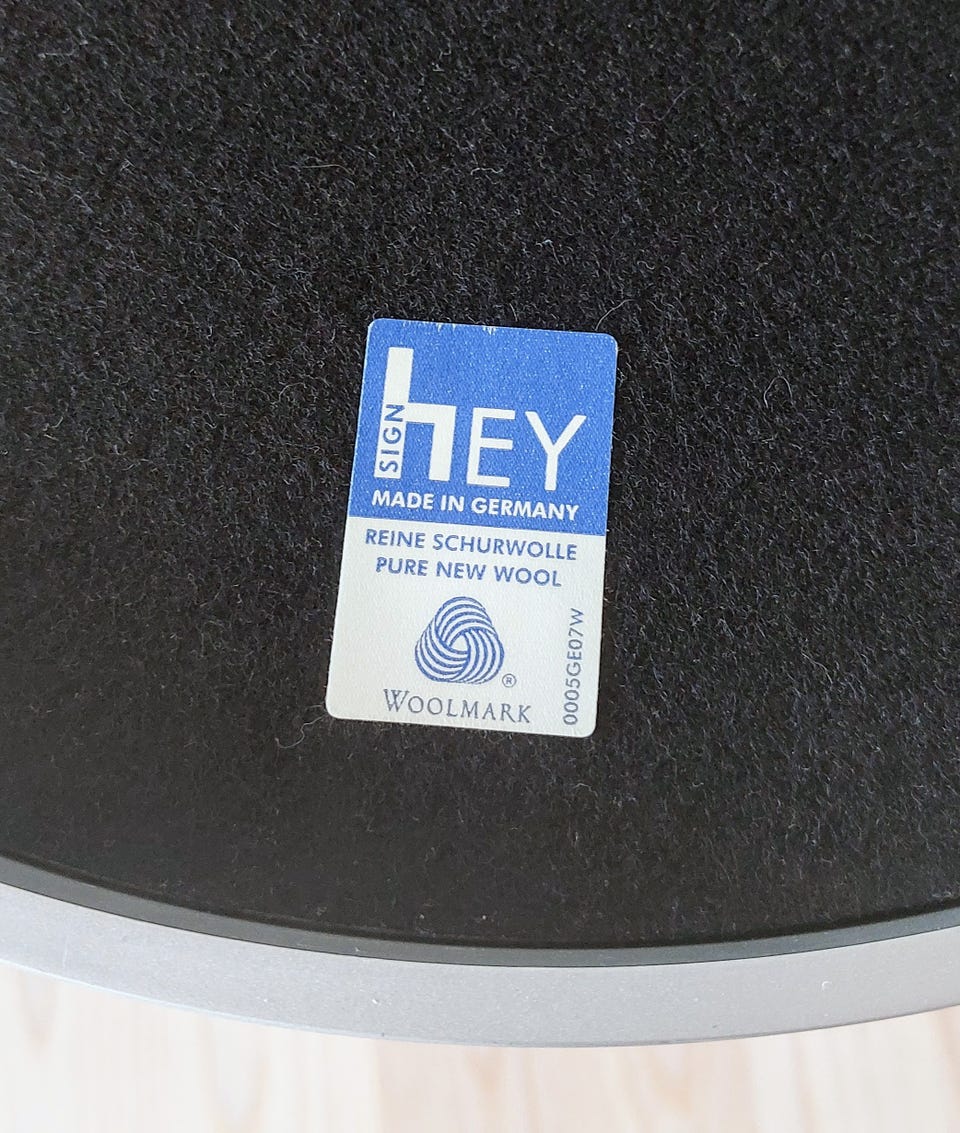 hEY
SIGN
MADE IN GERMANY
REINE SCHURWOLLE
PURE NEW WOOL
®
WOOLMARK
0005GE07W